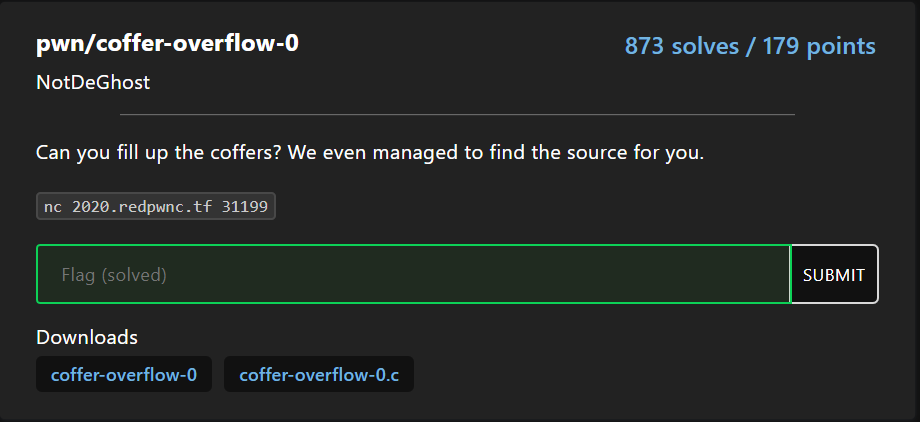 pwn/coffer-overflow-0
873 solves / 179 points
NotDeGhost
Can you fill up the coffers? We even managed to find the source for you.
nc 2020.redpwnc.tf 31199
Flag (solved)
SUBMIT
Downloads
coffer-overflow-0
coffer-overflow-0.c